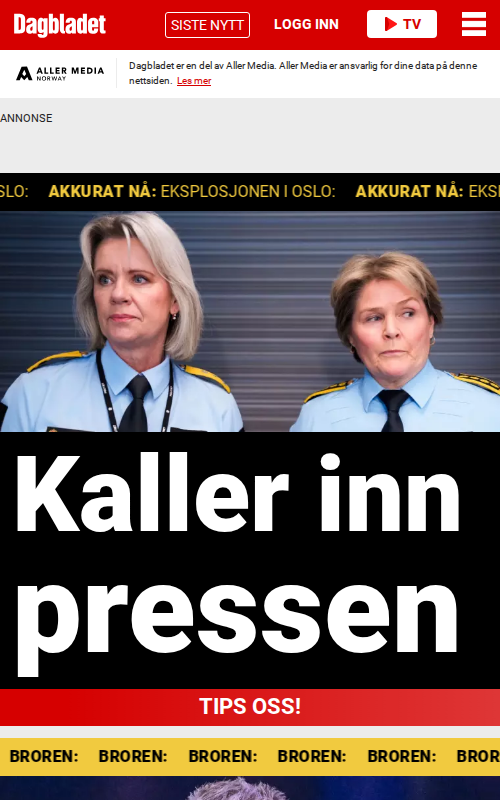 Dagbladet
SISTE NYTT
LOGG INN
TV
ALLER MEDIA
NORWAY
Dagbladet er en del av Aller Media. Aller Media er ansvarlig for dine data på denne
nettsiden. Les mer
ANNONSE
SLO: AKKURAT NÅ: EKSPLOSJONEN I OSLO: AKKURAT NÅ: EKS
Kaller inn
pressen
TIPS OSS!
BROREN: BROREN: BROREN: BROREN: BROREN: BROR